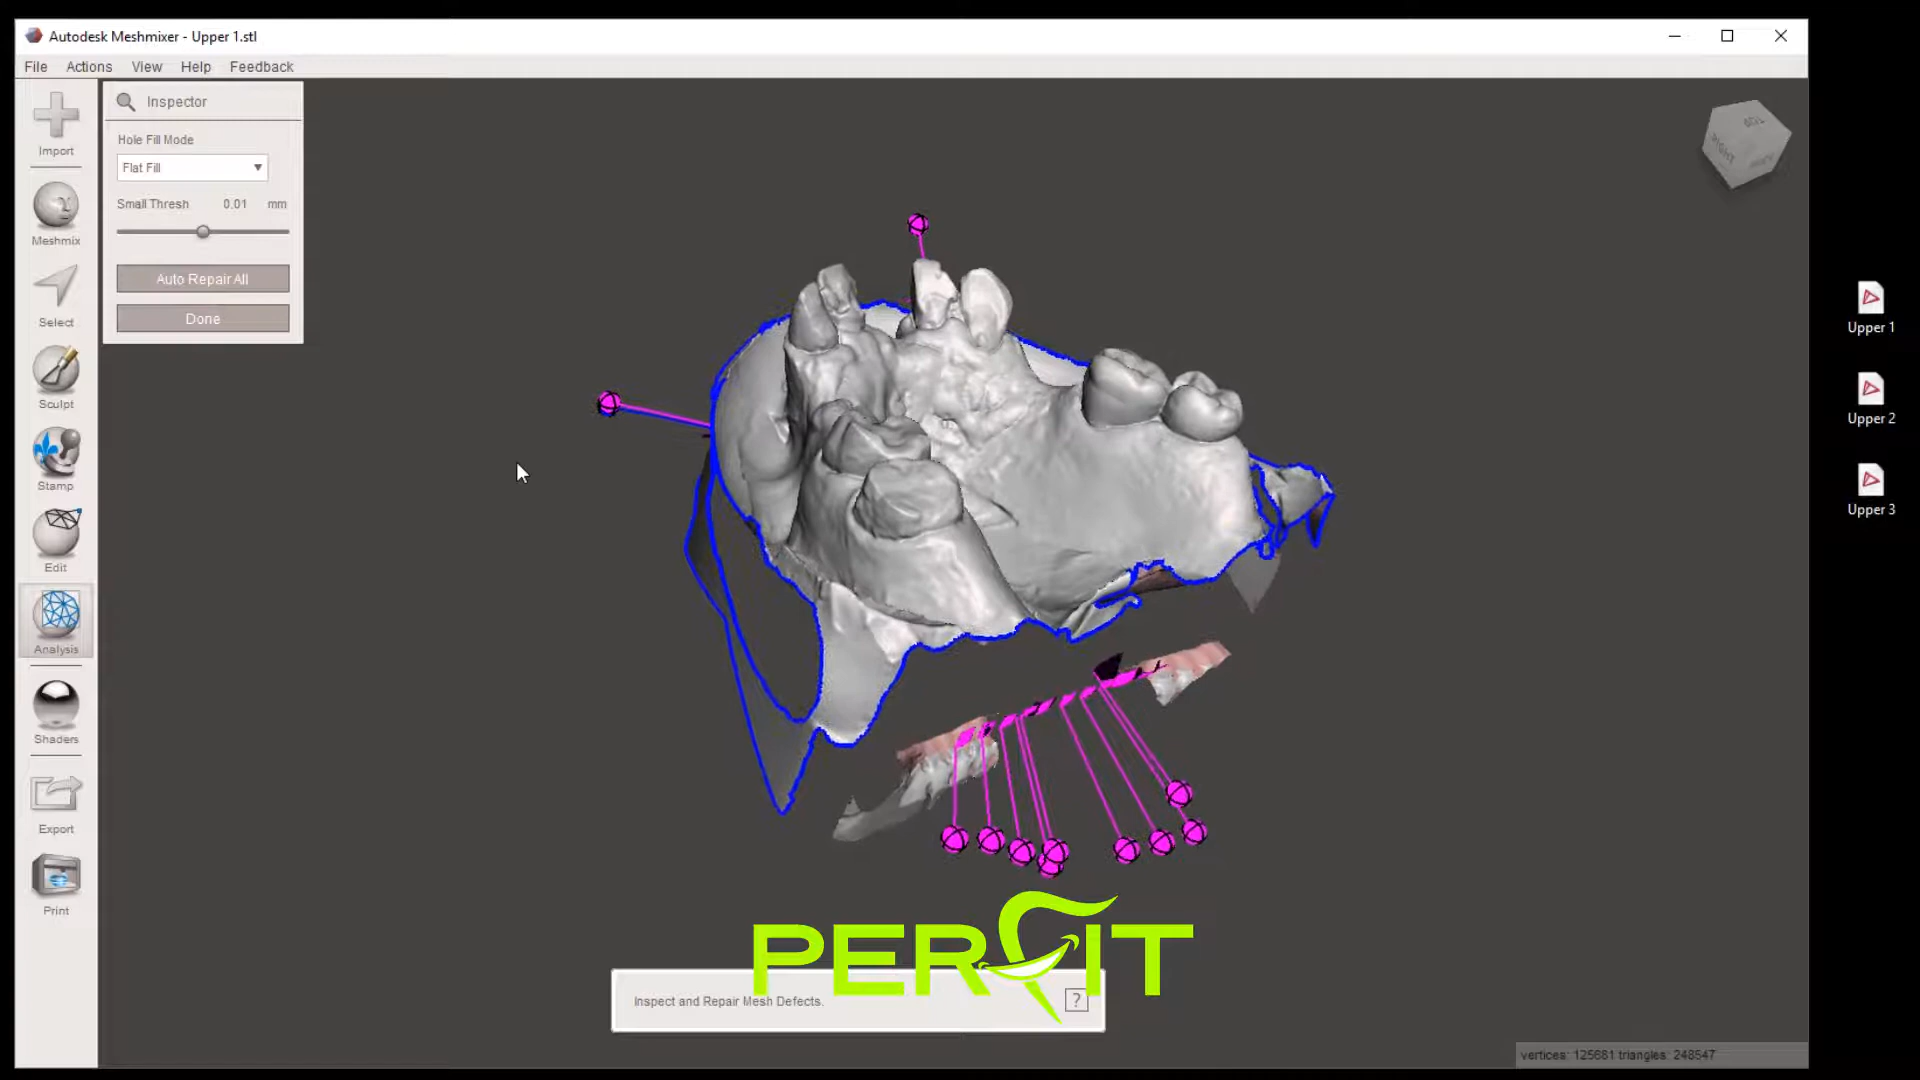 Autodesk Meshmixer - Upper 1.stl
File Actions View Help Feedback
Import
Meshmix
Select
Sculpt
Stamp
Edit
Analysis
Shaders
Export
Print
Inspector
Hole Fill Mode
Flat Fill
Small Thresh 0.01 mm
Auto Repair All
Done
RIGHT
Upper 1
Upper 2
Upper 3
PERFIT
Inspect and Repair Mesh Defects.
?
vertices: 125681 triangles: 248547